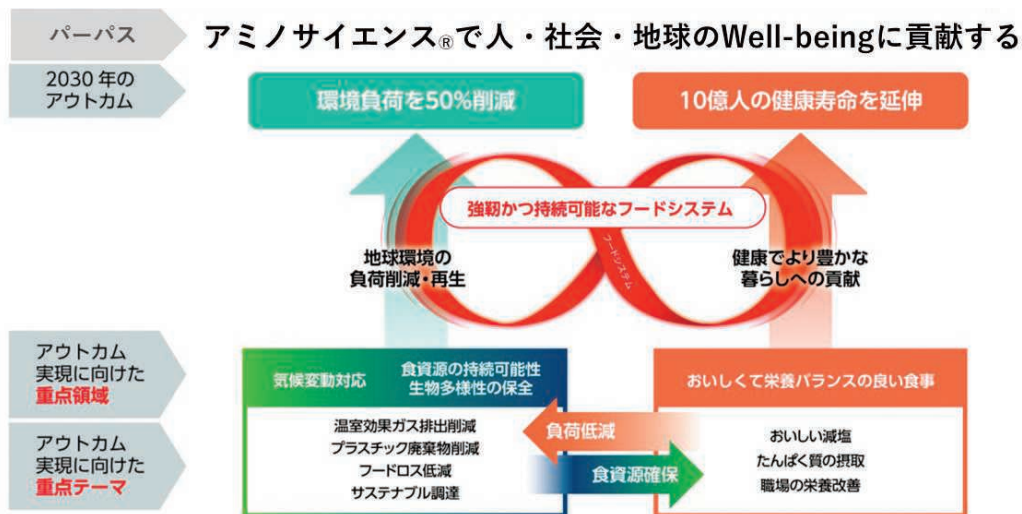 パーパス
アミノサイエンス®で人・社会・地球のWell-beingに貢献する
2030年の
アウトカム
環境負荷を50%削減
10億人の健康寿命を延伸
強靭かつ持続可能なフードシステム
フードシステム
地球環境の
負荷削減・再生
健康でより豊かな
暮らしへの貢献
アウトカム
実現に向けた
重点領域
気候変動対応
食資源の持続可能性
生物多様性の保全
おいしくて栄養バランスの良い食事
アウトカム
実現に向けた
重点テーマ
温室効果ガス排出削減
プラスチック廃棄物削減
フードロス低減
サステナブル調達
負荷低減
食資源確保
おいしい減塩
たんぱく質の摂取
職場の栄養改善